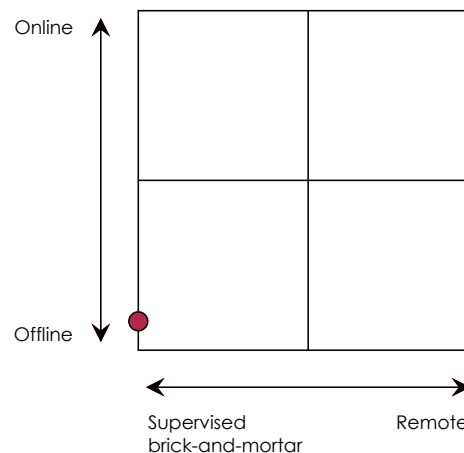 Online
Offline
Supervised
brick-and-mortar
Remote